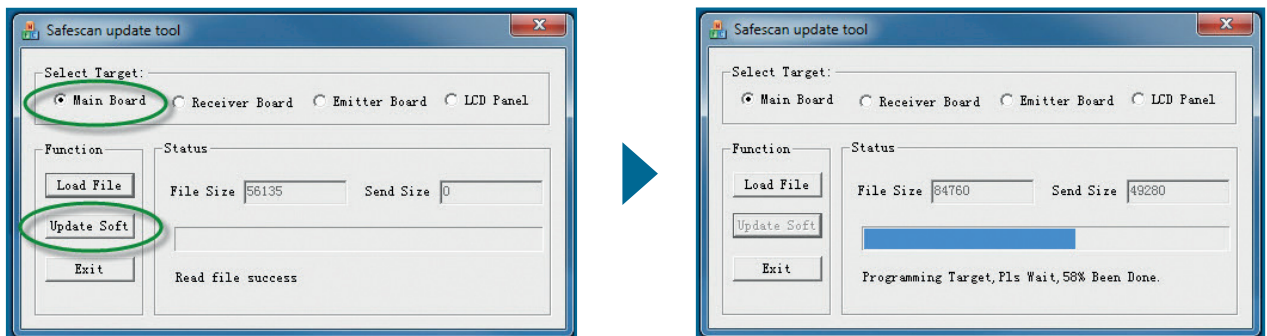 Safescan update tool
Select Target:
Main Board Receiver Board Emitter Board LCD Panel
Function
Status
Load File
File Size 56135 Send Size 0
Update Soft
Exit
Read file success
Safescan update tool
Select Target:
Main Board Receiver Board Emitter Board LCD Panel
Function
Status
Load File
File Size 84760 Send Size 49280
Update Soft
Exit
Programming Target,Pls Wait,58% Been Done.